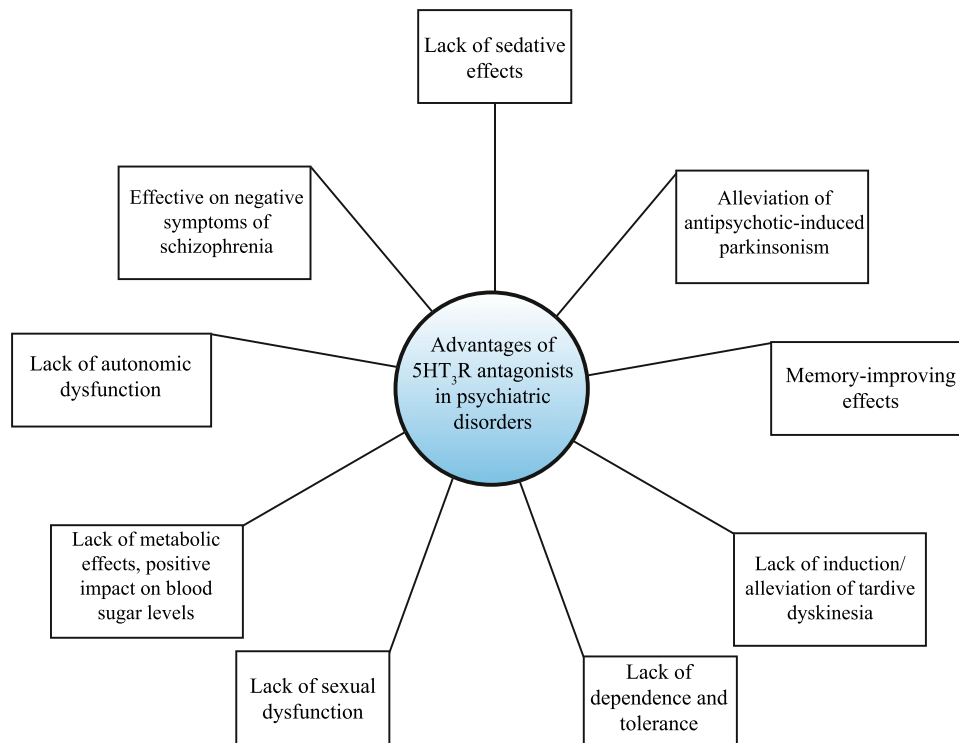 Lack of sedative
effects
Effective on negative
symptoms of
schizophrenia
Alleviation of
antipsychotic-induced
parkinsonism
Advantages of
5HT₃R antagonists
in psychiatric
disorders
Lack of autonomic
dysfunction
Memory-improving
effects
Lack of metabolic
effects, positive
impact on blood
sugar levels
Lack of induction/
alleviation of tardive
dyskinesia
Lack of sexual
dysfunction
Lack of
dependence and
tolerance